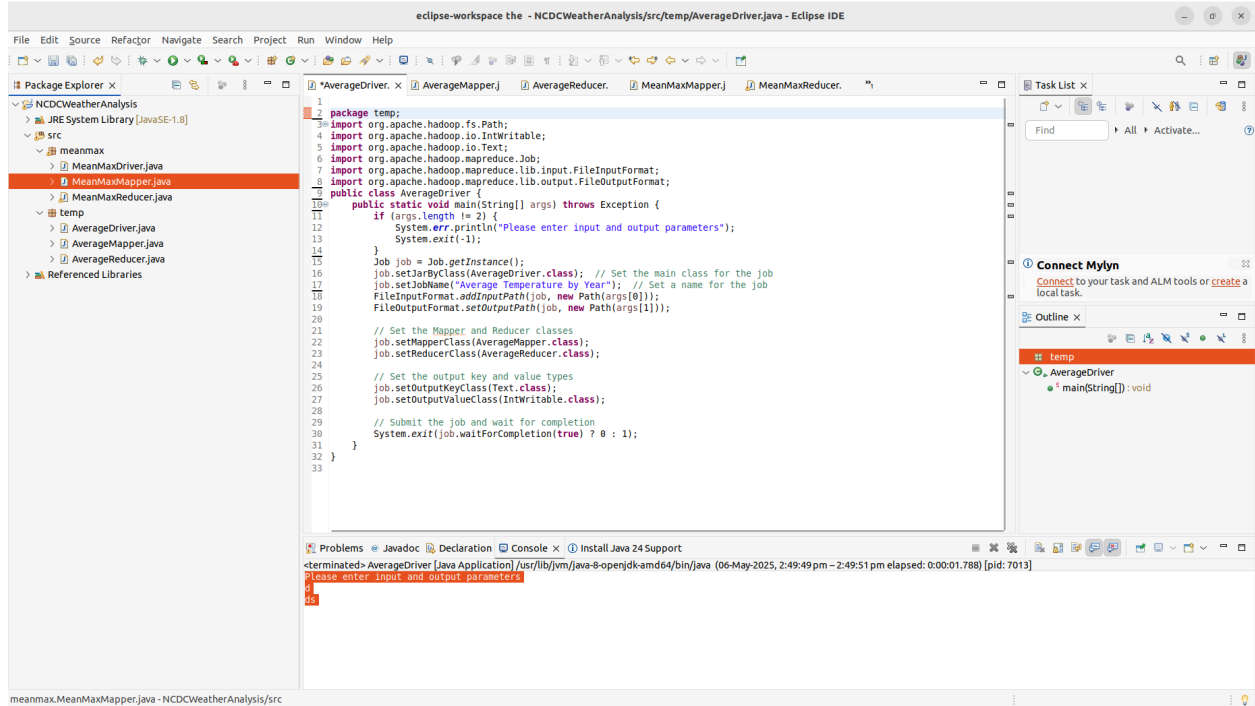 eclipse-workspace the - NCDCWeatherAnalysis/src/temp/AverageDriver.java - Eclipse IDE
File Edit Source Refactor Navigate Search Project Run Window Help
Package Explorer
NCDCWeatherAnalysis
JRE System Library [JavaSE-1.8]
src
meanmax
MeanMaxDriver.java
MeanMaxMapper.java
MeanMaxReducer.java
temp
AverageDriver.java
AverageMapper.java
AverageReducer.java
Referenced Libraries
*AverageDriver. AverageMapper.j AverageReducer. MeanMaxMapper.j MeanMaxReducer. »1
1
2 package temp;
3 import org.apache.hadoop.fs.Path;
4 import org.apache.hadoop.io.IntWritable;
5 import org.apache.hadoop.io.Text;
6 import org.apache.hadoop.mapreduce.Job;
7 import org.apache.hadoop.mapreduce.lib.input.FileInputFormat;
8 import org.apache.hadoop.mapreduce.lib.output.FileOutputFormat;
9 public class AverageDriver {
10 public static void main(String[] args) throws Exception {
11 if (args.length != 2) {
12 System.err.println("Please enter input and output parameters");
13 System.exit(-1);
14 }
15 Job job = Job.getInstance();
16 job.setJarByClass(AverageDriver.class); // Set the main class for the job
17 job.setJobName("Average Temperature by Year"); // Set a name for the job
18 FileInputFormat.addInputPath(job, new Path(args[0]));
19 FileOutputFormat.setOutputPath(job, new Path(args[1]));
20
21 // Set the Mapper and Reducer classes
22 job.setMapperClass(AverageMapper.class);
23 job.setReducerClass(AverageReducer.class);
24
25 // Set the output key and value types
26 job.setOutputKeyClass(Text.class);
27 job.setOutputValueClass(IntWritable.class);
28
29 // Submit the job and wait for completion
30 System.exit(job.waitForCompletion(true) ? 0 : 1);
31 }
32 }
33
Task List
Find All Activate...
Connect Mylyn
Connect to your task and ALM tools or create a
local task.
Outline
temp
AverageDriver
main(String[]) : void
Problems Javadoc Declaration Console Install Java 24 Support
<terminated> AverageDriver [Java Application] /usr/lib/jvm/java-8-openjdk-amd64/bin/java (06-May-2025, 2:49:49 pm – 2:49:51 pm elapsed: 0:00:01.788) [pid: 7013]
Please enter input and output parameters
d
ds
meanmax.MeanMaxMapper.java - NCDCWeatherAnalysis/src